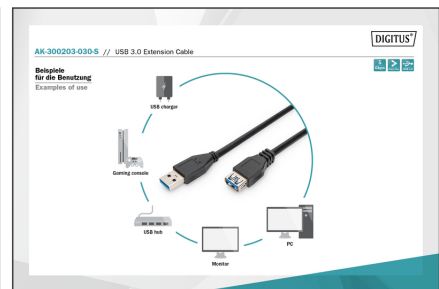 DIGITUS®
AK-300203-030-S // USB 3.0 Extension Cable
Beispiele
für die Benutzung
Examples of use
USB charger
Gaming console
USB hub
Monitor
PC